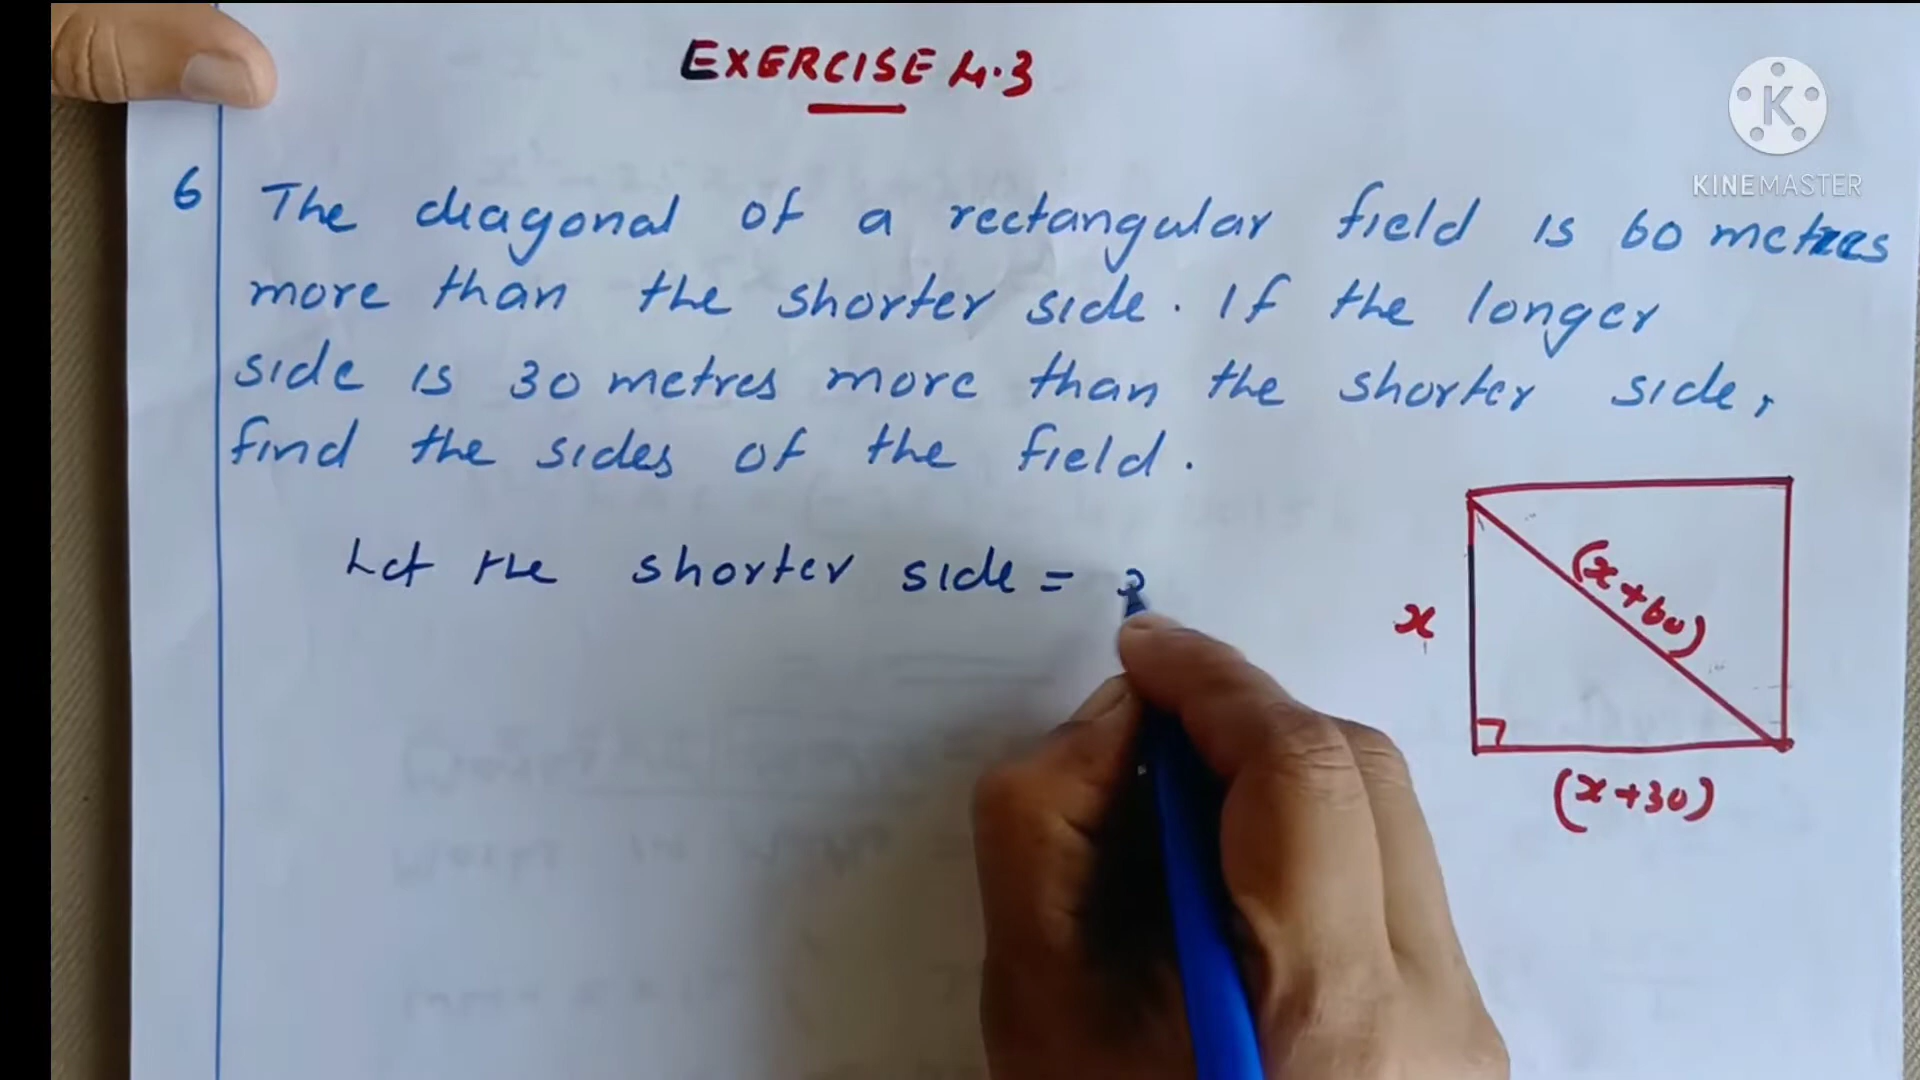 EXERCISE 4.3
KINEMASTER
6 The diagonal of a rectangular field is 60 metres
more than the shorter side. If the longer
side is 30 metres more than the shorter side,
find the sides of the field.
Let the shorter side =
(x+60)
x
(x+30)